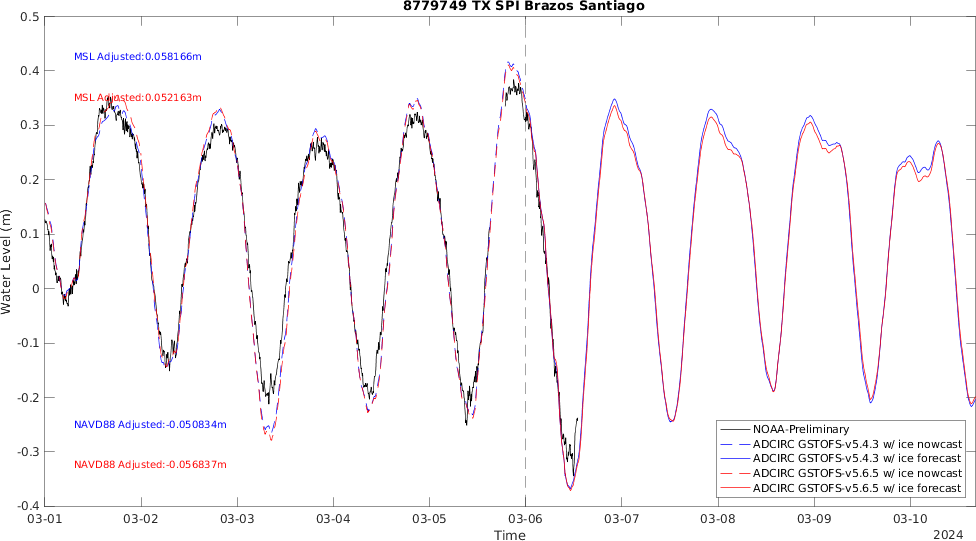 8779749 TX SPI Brazos Santiago
0.5
MSL Adjusted:0.058166m
0.4
MSL Adjusted:0.052163m
0.3
0.2
0.1
Water Level (m)
0
-0.1
-0.2
NAVD88 Adjusted:-0.050834m
NOAA-Preliminary
ADCIRC GSTOFS-v5.4.3 w/ ice nowcast
-0.3
ADCIRC GSTOFS-v5.4.3 w/ ice forecast
NAVD88 Adjusted:-0.056837m
ADCIRC GSTOFS-v5.6.5 w/ ice nowcast
ADCIRC GSTOFS-v5.6.5 w/ ice forecast
-0.4
03-01 03-02 03-03 03-04 03-05 03-06 03-07 03-08 03-09 03-10
Time
2024